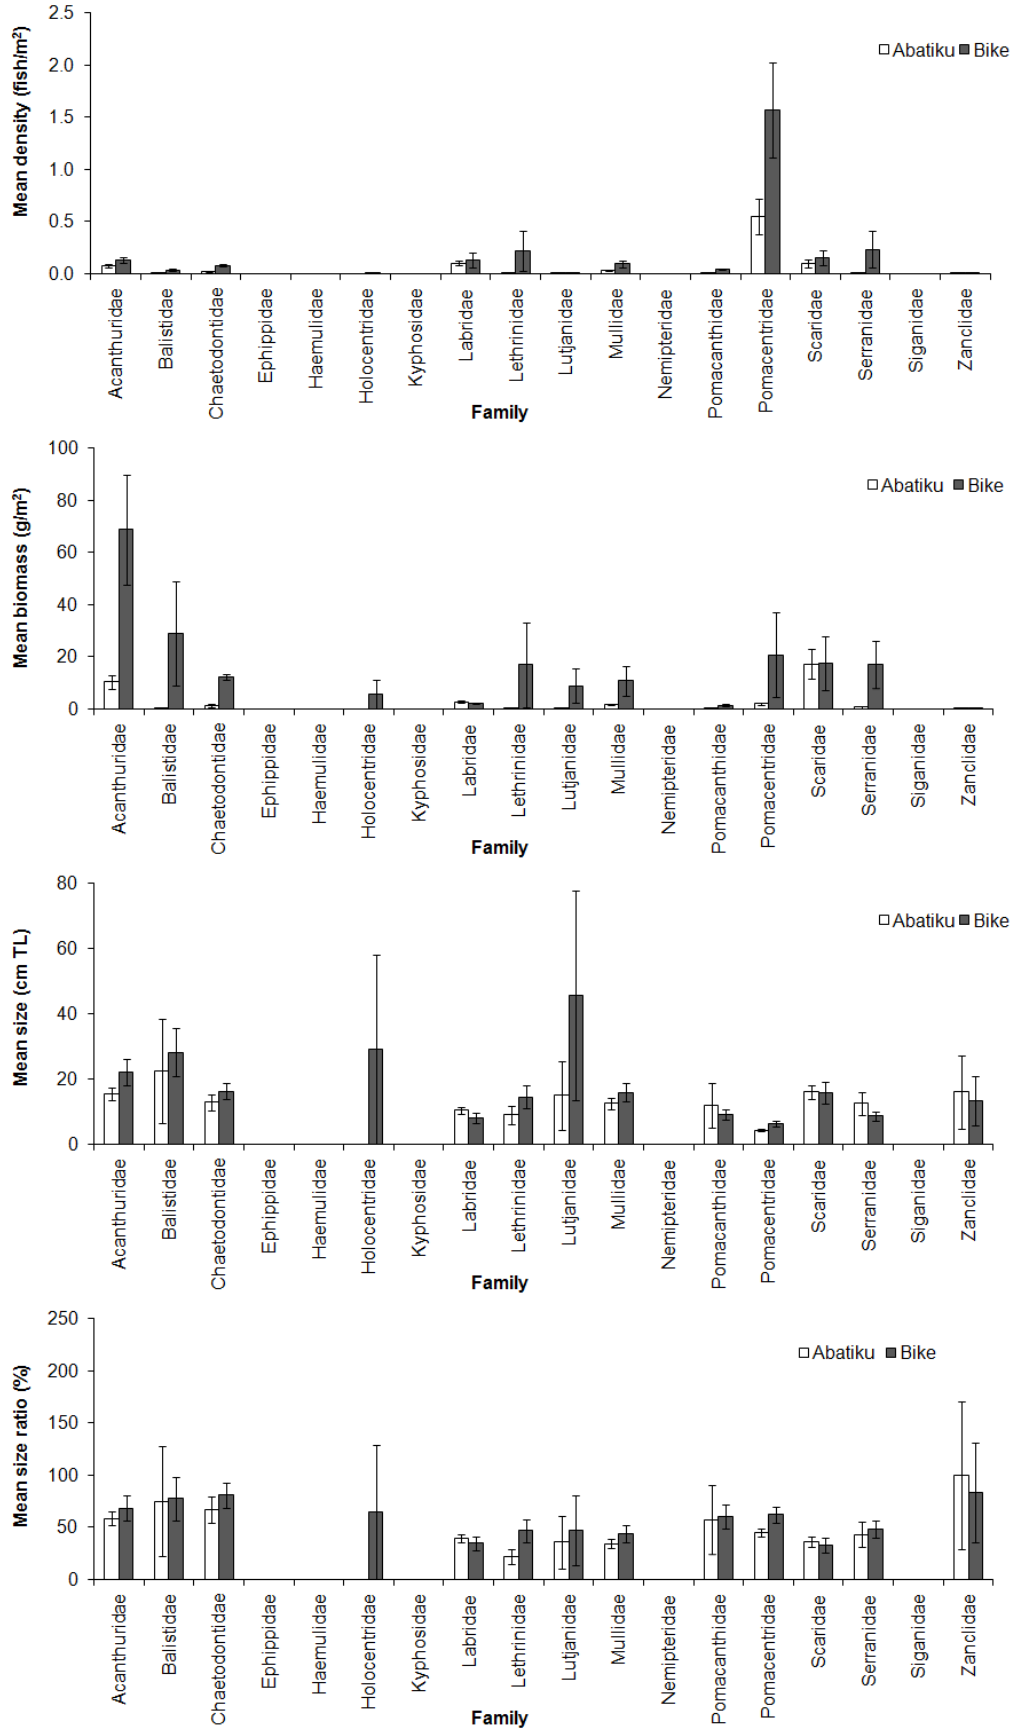 Mean density (fish/m²)
2.5
2.0
1.5
1.0
0.5
0.0
Abatiku Bike
Acanthuridae
Balistidae
Chaetodontidae
Ephippidae
Haemulidae
Holocentridae
Kyphosidae
Labridae
Lethrinidae
Lutjanidae
Mullidae
Nemipteridae
Pomacanthidae
Pomacentridae
Scaridae
Serranidae
Siganidae
Zanclidae
Family
Mean biomass (g/m²)
100
80
60
40
20
0
Abatiku Bike
Acanthuridae
Balistidae
Chaetodontidae
Ephippidae
Haemulidae
Holocentridae
Kyphosidae
Labridae
Lethrinidae
Lutjanidae
Mullidae
Nemipteridae
Pomacanthidae
Pomacentridae
Scaridae
Serranidae
Siganidae
Zanclidae
Family
Mean size (cm TL)
80
60
40
20
0
Abatiku Bike
Acanthuridae
Balistidae
Chaetodontidae
Ephippidae
Haemulidae
Holocentridae
Kyphosidae
Labridae
Lethrinidae
Lutjanidae
Mullidae
Nemipteridae
Pomacanthidae
Pomacentridae
Scaridae
Serranidae
Siganidae
Zanclidae
Family
Mean size ratio (%)
250
200
150
100
50
0
Abatiku Bike
Acanthuridae
Balistidae
Chaetodontidae
Ephippidae
Haemulidae
Holocentridae
Kyphosidae
Labridae
Lethrinidae
Lutjanidae
Mullidae
Nemipteridae
Pomacanthidae
Pomacentridae
Scaridae
Serranidae
Siganidae
Zanclidae
Family